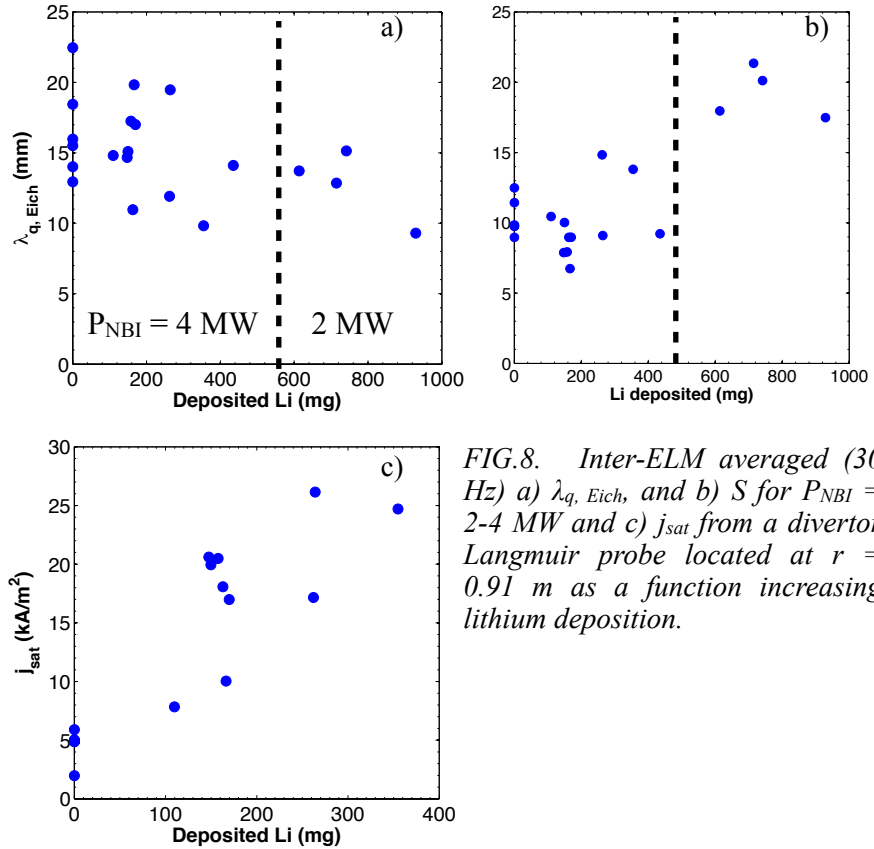 a)
25
20
15
10
5
0
λq, Eich (mm)
PNBI = 4 MW
2 MW
0 200 400 600 800 1000
Deposited Li (mg)
b)
25
20
15
10
5
0
0 200 400 600 800 1000
Li deposited (mg)
c)
30
25
20
15
10
5
0
jsat (kA/m²)
0 100 200 300 400
Deposited Li (mg)
FIG.8. Inter-ELM averaged (30
Hz) a) λq, Eich, and b) S for PNBI =
2-4 MW and c) jsat from a divertor
Langmuir probe located at r =
0.91 m as a function increasing
lithium deposition.